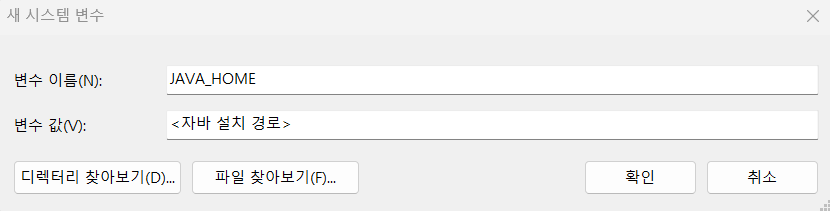 새 시스템 변수
변수 이름(N): JAVA_HOME
변수 값(V): <자바 설치 경로>
디렉터리 찾아보기(D)... 파일 찾아보기(F)... 확인 취소